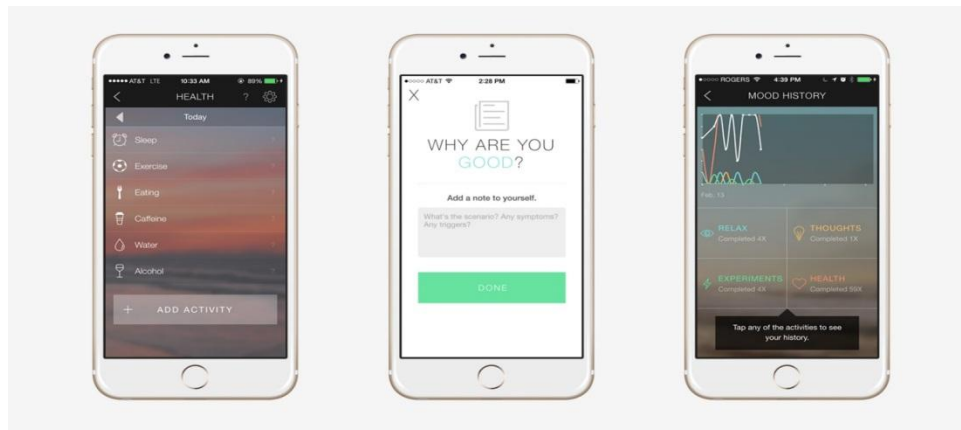 AT&T LTE 10:33 AM 89%
HEALTH ?
Today
Sleep
Exercise
Eating
Caffeine
Water
Alcohol
+ ADD ACTIVITY
AT&T 2:28 PM
WHY ARE YOU
GOOD?
Add a note to yourself.
What's the scenario? Any symptoms?
Any triggers?
DONE
ROGERS 4:39 PM
MOOD HISTORY
Feb. 13
RELAX
Completed 4X
THOUGHTS
Completed 1X
EXPERIMENTS
Completed 4X
HEALTH
Completed 59X
Tap any of the activities to see
your history.